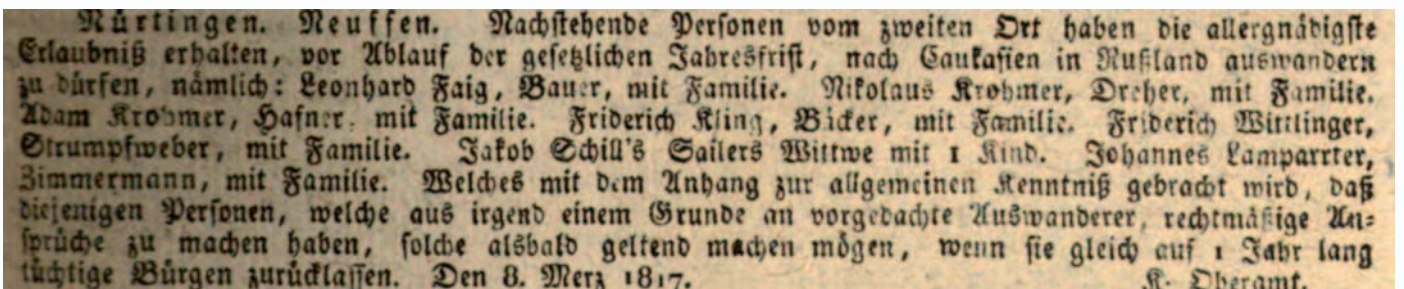 Nürtingen. Neuffen. Nachstehende Personen vom zweiten Ort haben die allergnädigste
Erlaubniß erhalten, vor Ablauf der gesetzlichen Jahresfrist, nach Caukasien in Rußland auswandern
zu dürfen, nämlich: Leonhard Faig, Bauer, mit Familie. Nikolaus Krohmer, Dreher, mit Familie.
Adam Krohmer, Hafner, mit Familie. Friderich Kling, Bäcker, mit Familie. Friderich Wittlinger,
Strumpfweber, mit Familie. Jakob Schill's Sailers Wittwe mit 1 Kind. Johannes Lamparrter,
Zimmermann, mit Familie. Welches mit dem Anhang zur allgemeinen Kenntniß gebracht wird, daß
diejenigen Personen, welche aus irgend einem Grunde an vorgedachte Auswanderer, rechtmäßige An=
sprüche zu machen haben, solche alsbald geltend machen mögen, wenn sie gleich auf 1 Jahr lang
tüchtige Bürgen zurücklassen. Den 8. Merz 1817. K. Oberamt.